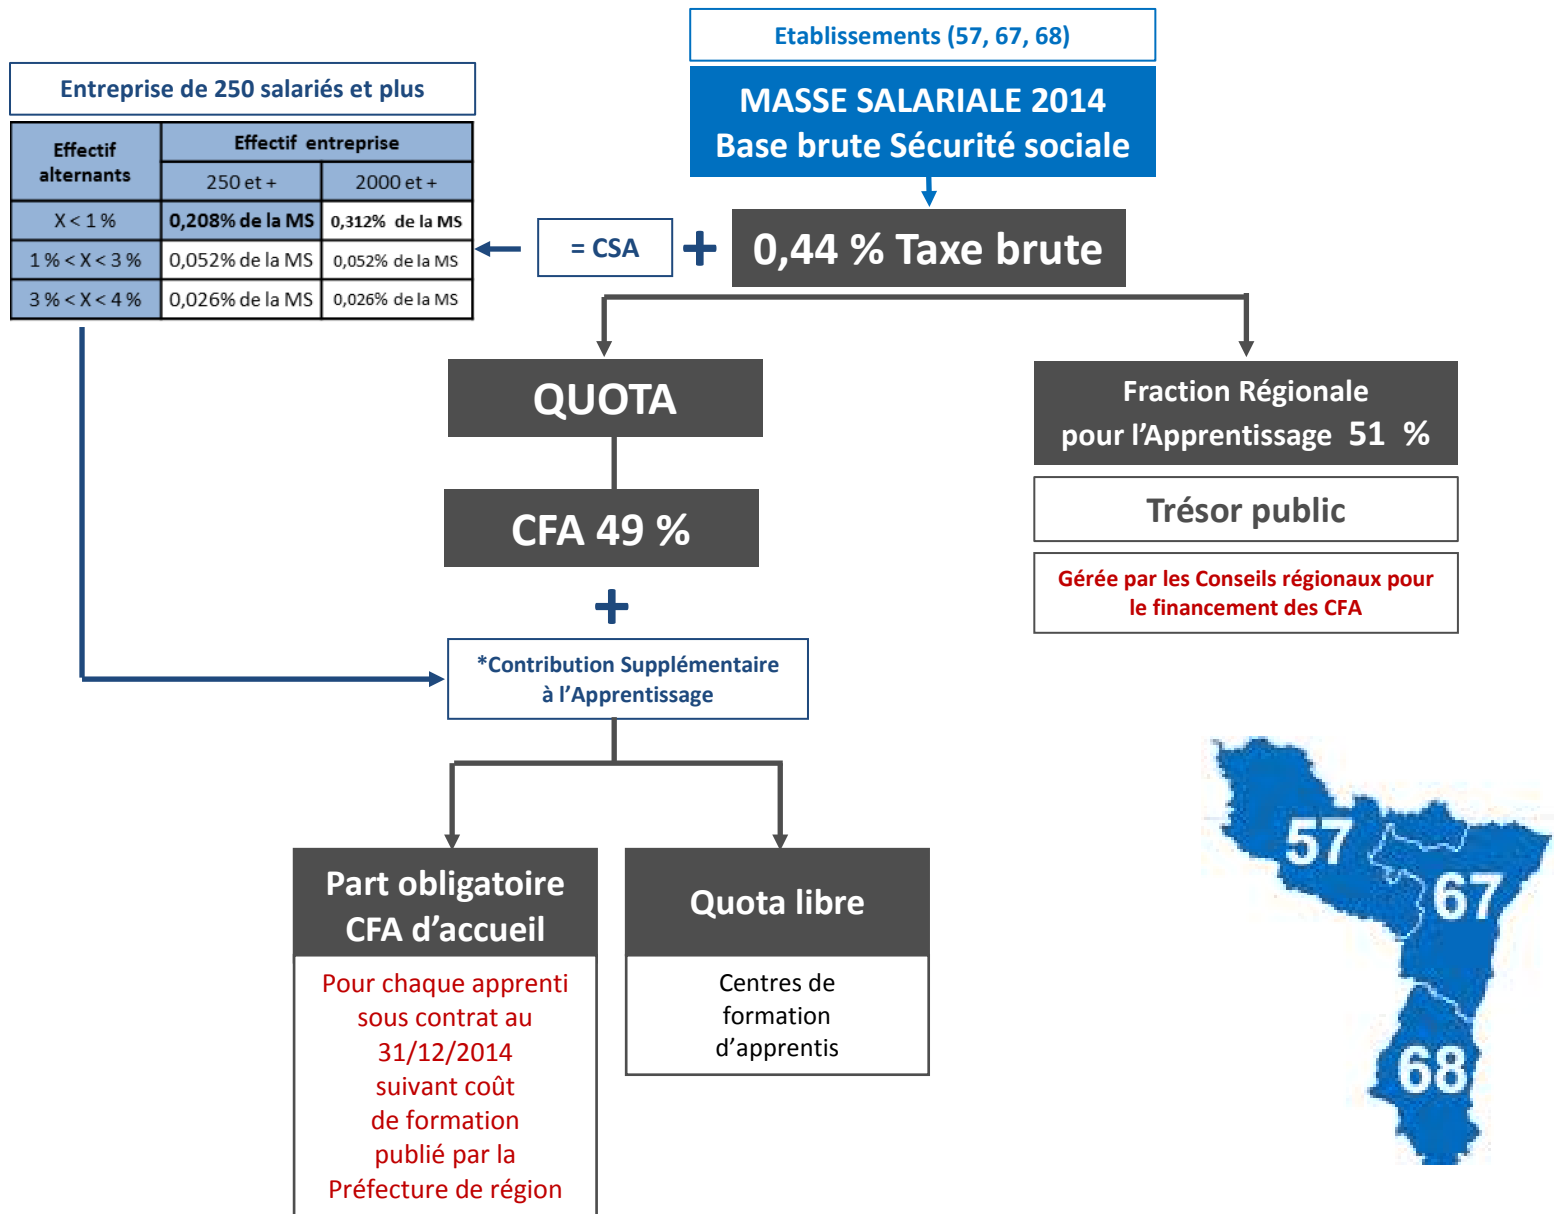 Etablissements (57, 67, 68)
MASSE SALARIALE 2014
Base brute Sécurité sociale
Entreprise de 250 salariés et plus
Effectif alternants
Effectif entreprise
250 et +
2000 et +
X < 1 %
0,208% de la MS
0,312% de la MS
1 % < X < 3 %
0,052% de la MS
0,052% de la MS
3 % < X < 4 %
0,026% de la MS
0,026% de la MS
= CSA
+
0,44 % Taxe brute
QUOTA
CFA 49 %
+
*Contribution Supplémentaire
à l'Apprentissage
Fraction Régionale
pour l'Apprentissage 51 %
Trésor public
Gérée par les Conseils régionaux pour
le financement des CFA
Part obligatoire
CFA d'accueil
Pour chaque apprenti
sous contrat au
31/12/2014
suivant coût
de formation
publié par la
Préfecture de région
Quota libre
Centres de
formation
d'apprentis
57
67
68